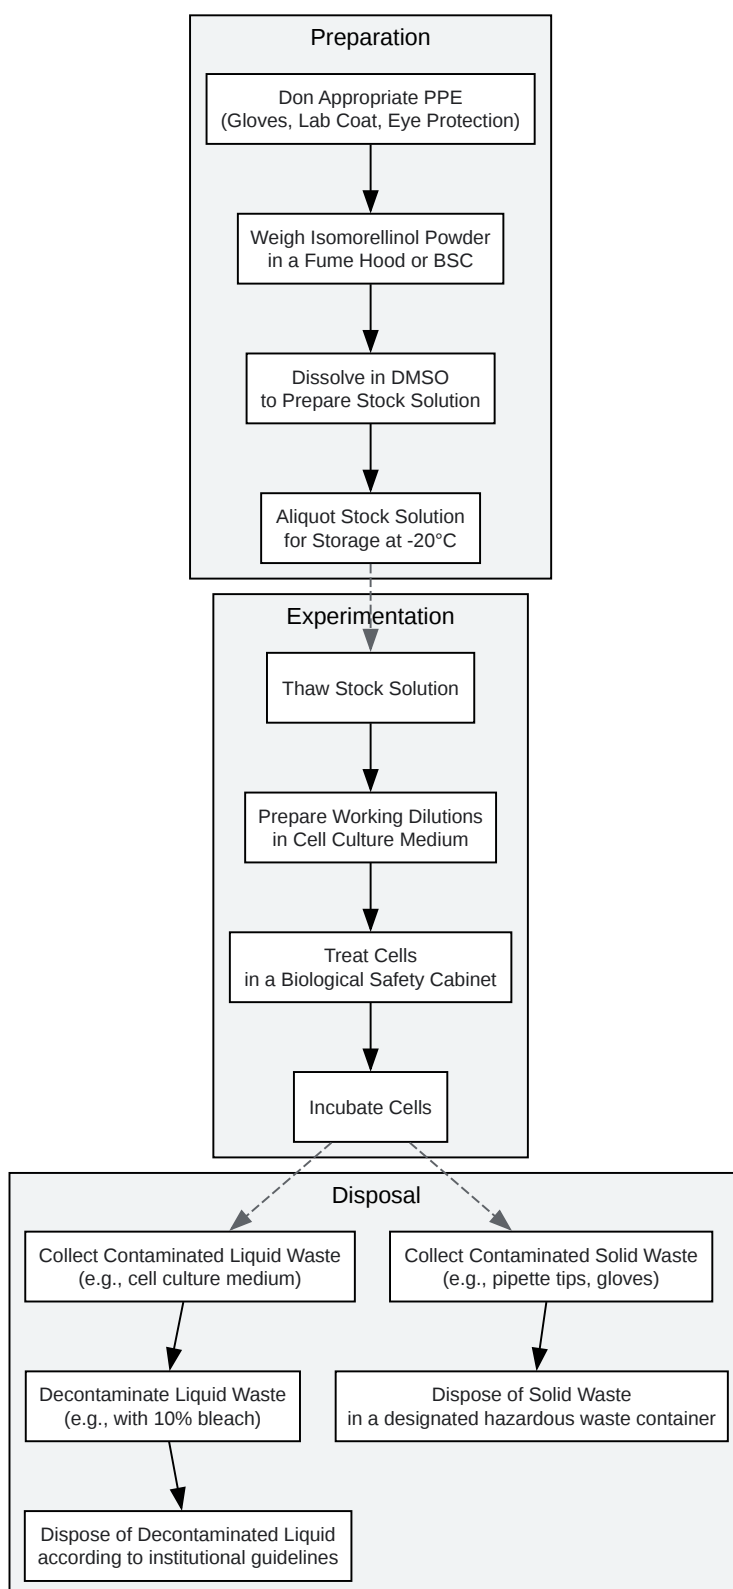 Preparation
Don Appropriate PPE
(Gloves, Lab Coat, Eye Protection)
Weigh Isomorellinol Powder
in a Fume Hood or BSC
Dissolve in DMSO
to Prepare Stock Solution
Aliquot Stock Solution
for Storage at -20°C
Experimentation
Thaw Stock Solution
Prepare Working Dilutions
in Cell Culture Medium
Treat Cells
in a Biological Safety Cabinet
Incubate Cells
Disposal
Collect Contaminated Liquid Waste
(e.g., cell culture medium)
Collect Contaminated Solid Waste
(e.g., pipette tips, gloves)
Decontaminate Liquid Waste
(e.g., with 10% bleach)
Dispose of Solid Waste
in a designated hazardous waste container
Dispose of Decontaminated Liquid
according to institutional guidelines